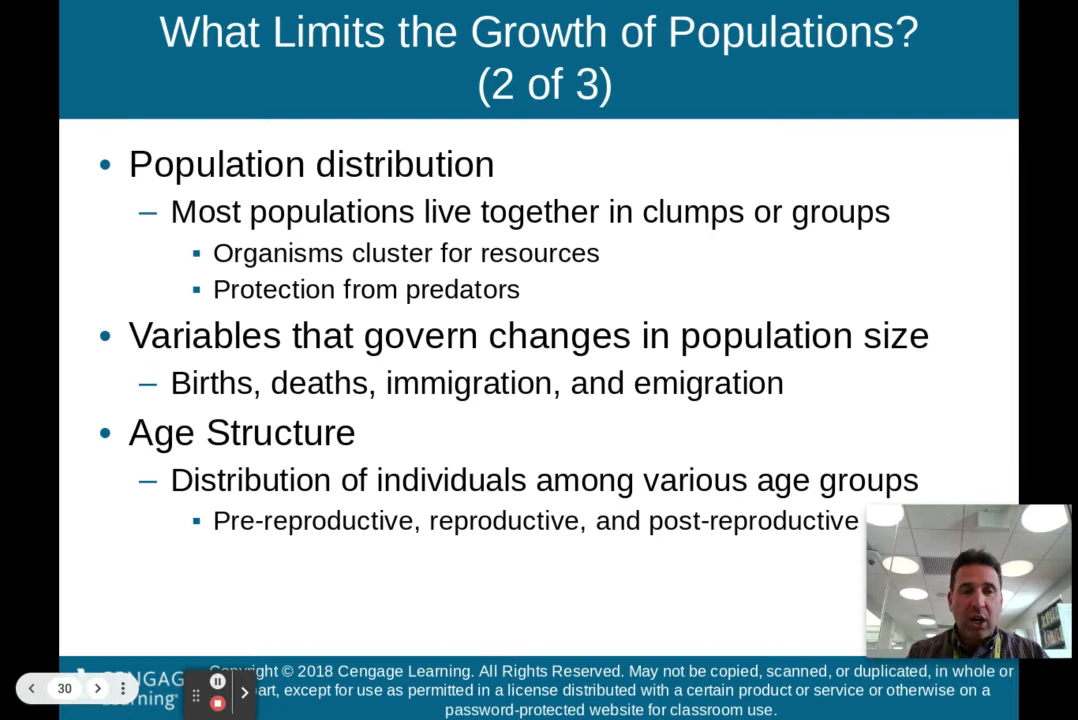 What Limits the Growth of Populations?
(2 of 3)
• Population distribution
– Most populations live together in clumps or groups
▪ Organisms cluster for resources
▪ Protection from predators
• Variables that govern changes in population size
– Births, deaths, immigration, and emigration
• Age Structure
– Distribution of individuals among various age groups
▪ Pre-reproductive, reproductive, and post-reproductive
Copyright © 2018 Cengage Learning. All Rights Reserved. May not be copied, scanned, or duplicated, in whole or
part, except for use as permitted in a license distributed with a certain product or service or otherwise on a
password-protected website for classroom use.
CENGAGE
Learning
30